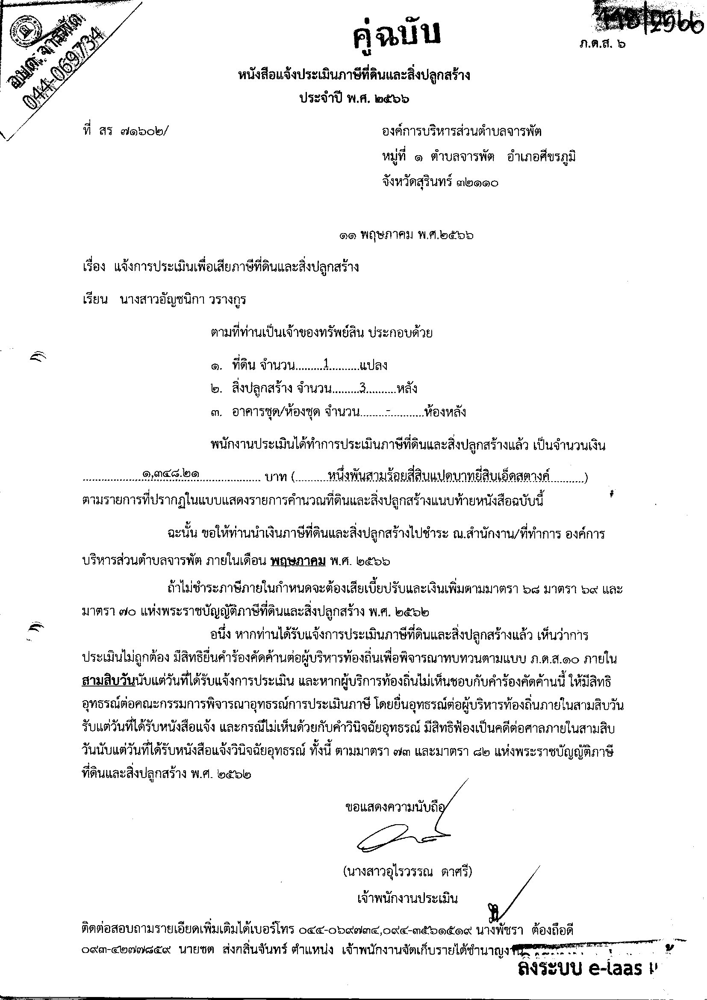 อบต.จารพัต
044-069734
คู่ฉบับ
118/2566
ภ.ด.ส. ๖
หนังสือแจ้งประเมินภาษีที่ดินและสิ่งปลูกสร้าง
ประจำปี พ.ศ. ๒๕๖๖
ที่ สร ๗๑๖๐๒/
องค์การบริหารส่วนตำบลจารพัต
หมู่ที่ ๑ ตำบลจารพัต อำเภอศีขรภูมิ
จังหวัดสุรินทร์ ๓๒๑๑๐
๑๑ พฤษภาคม พ.ศ.๒๕๖๖
เรื่อง แจ้งการประเมินเพื่อเสียภาษีที่ดินและสิ่งปลูกสร้าง
เรียน นางสาวอัญชนิกา วรางกูร
ตามที่ท่านเป็นเจ้าของทรัพย์สิน ประกอบด้วย
๑. ที่ดิน จำนวน.........1..........แปลง
๒. สิ่งปลูกสร้าง จำนวน.........3..........หลัง
๓. อาคารชุด/ห้องชุด จำนวน.........-...........ห้องหลัง
พนักงานประเมินได้ทำการประเมินภาษีที่ดินและสิ่งปลูกสร้างแล้ว เป็นจำนวนเงิน
....................๑,๓๔๘.๒๑.................... บาท (..........หนึ่งพันสามร้อยสี่สิบแปดบาทยี่สิบเอ็ดสตางค์..........)
ตามรายการที่ปรากฏในแบบแสดงรายการคำนวณที่ดินและสิ่งปลูกสร้างแนบท้ายหนังสือฉบับนี้
ฉะนั้น ขอให้ท่านนำเงินภาษีที่ดินและสิ่งปลูกสร้างไปชำระ ณ.สำนักงาน/ที่ทำการ องค์การ
บริหารส่วนตำบลจารพัต ภายในเดือน พฤษภาคม พ.ศ. ๒๕๖๖
ถ้าไม่ชำระภาษีภายในกำหนดจะต้องเสียเบี้ยปรับและเงินเพิ่มตามมาตรา ๖๘ มาตรา ๖๙ และ
มาตรา ๗๐ แห่งพระราชบัญญัติภาษีที่ดินและสิ่งปลูกสร้าง พ.ศ. ๒๕๖๒
อนึ่ง หากท่านได้รับแจ้งการประเมินภาษีที่ดินและสิ่งปลูกสร้างแล้ว เห็นว่าการ
ประเมินไม่ถูกต้อง มีสิทธิยื่นคำร้องคัดค้านต่อผู้บริหารท้องถิ่นเพื่อพิจารณาทบทวนตามแบบ ภ.ด.ส.๑๐ ภายใน
สามสิบวันนับแต่วันที่ได้รับแจ้งการประเมิน และหากผู้บริการท้องถิ่นไม่เห็นชอบกับคำร้องคัดค้านนี้ ให้มีสิทธิ
อุทธรณ์ต่อคณะกรรมการพิจารณาอุทธรณ์การประเมินภาษี โดยยื่นอุทธรณ์ต่อผู้บริหารท้องถิ่นภายในสามสิบวัน
รับแต่วันที่ได้รับหนังสือแจ้ง และกรณีไม่เห็นด้วยกับคำวินิจฉัยอุทธรณ์ มีสิทธิฟ้องเป็นคดีต่อศาลภายในสามสิบ
วันนับแต่วันที่ได้รับหนังสือแจ้งวินิจฉัยอุทธรณ์ ทั้งนี้ ตามมาตรา ๗๓ และมาตรา ๘๒ แห่งพระราชบัญญัติภาษี
ที่ดินและสิ่งปลูกสร้าง พ.ศ. ๒๕๖๒
ขอแสดงความนับถือ
(นางสาวอุไรวรรณ ดาศรี)
เจ้าพนักงานประเมิน
ติดต่อสอบถามรายเอียดเพิ่มเติมได้เบอร์โทร ๐๔๔-๐๖๙๗๓๔,๐๙๔-๓๕๖๑๕๑๙ นางพัชรา ต้องถือดี
๐๙๓-๔๒๗๗๘๕๙ นายชต ส่งกลิ่นจันทร์ ตำแหน่ง เจ้าพนักงานจัดเก็บรายได้ชำนาญงาน
ลงระบบ e-laas